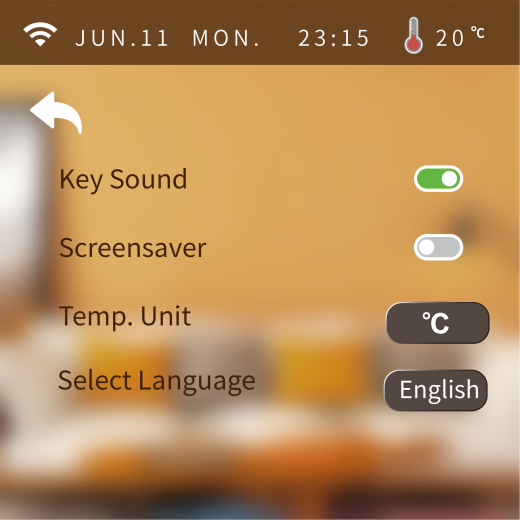 JUN.11 MON. 23:15 20 °C
Key Sound
Screensaver
Temp. Unit °C
Select Language English